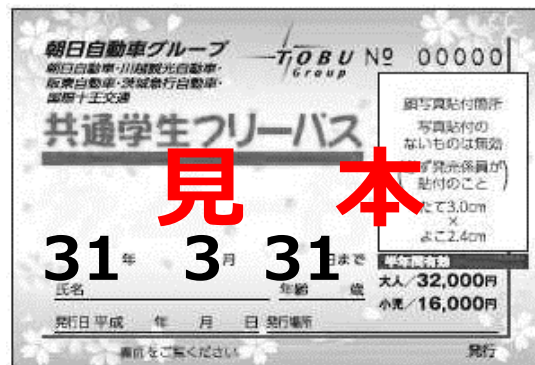 朝日自動車グループ
TOBU Group
№ 00000
朝日自動車・川越観光自動車・
阪東自動車・茨城急行自動車・
国際十王交通
共通学生フリーパス
顔写真貼付箇所
写真貼付の
ないものは無効
必ず発売係員が
貼付のこと
たて3.0cm
×
よこ2.4cm
見本
31年 3月 31日まで
半年間有効
大人/32,000円
小児/16,000円
氏名 年齢 歳
発行日 平成 年 月 日 発行場所
裏面をご覧ください
発行